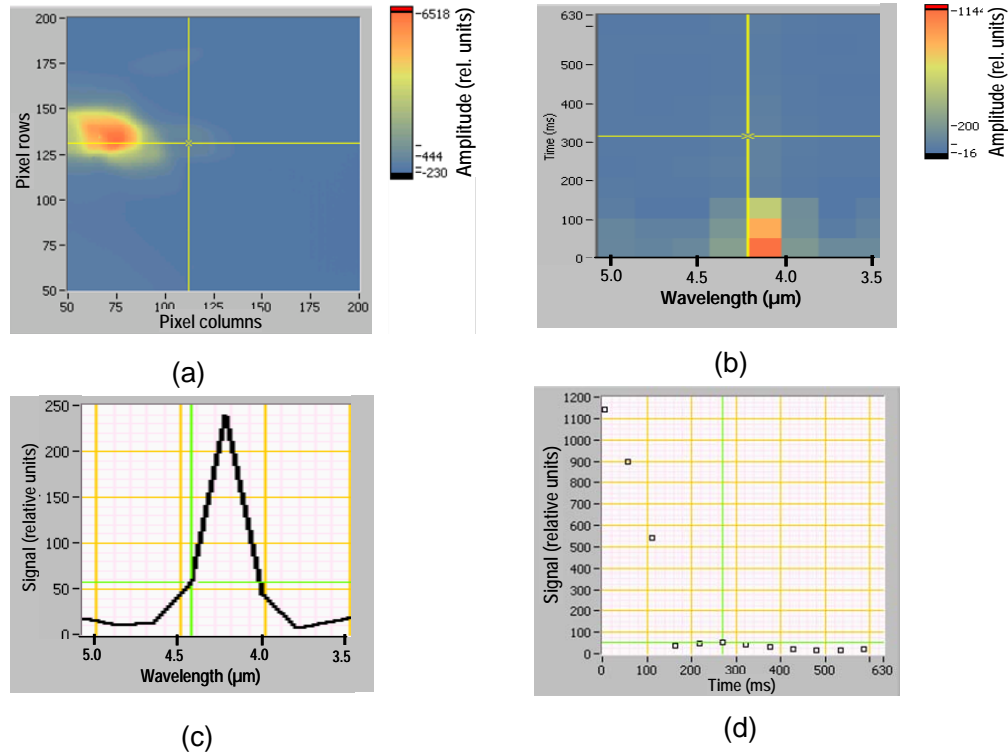 200
175
150
125
100
75
50
50 75 100 125 150 175 200
Pixel rows
Pixel columns
-6518
-444
-230
Amplitude (rel. units)
(a)
630
500
400
300
200
100
0
5.0 4.5 4.0 3.5
Time (ms)
Wavelength (µm)
-1144
-200
-16
Amplitude (rel. units)
(b)
250
200
150
100
50
0
5.0 4.5 4.0 3.5
Signal (relative units)
Wavelength (µm)
(c)
1200
1100
1000
900
800
700
600
500
400
300
200
100
0
0 100 200 300 400 500 630
Signal (relative units)
Time (ms)
(d)